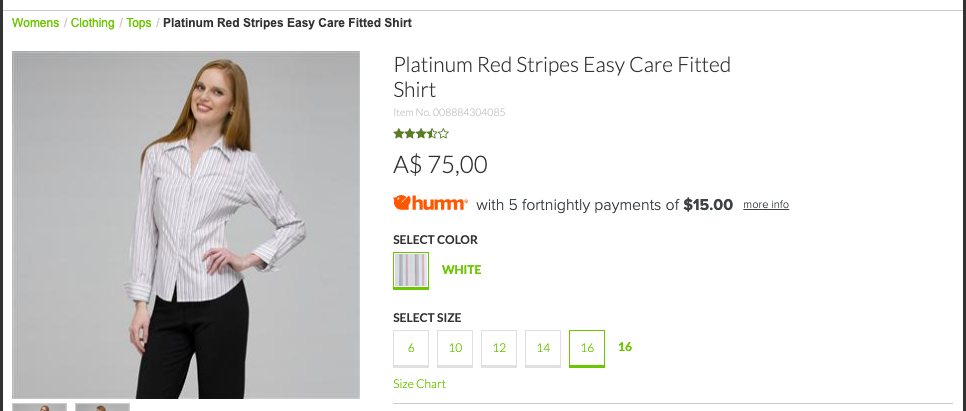 Womens / Clothing / Tops / Platinum Red Stripes Easy Care Fitted Shirt
Platinum Red Stripes Easy Care Fitted
Shirt
Item No. 008884304085
A$ 75,00
humm® with 5 fortnightly payments of $15.00 more info
SELECT COLOR
WHITE
SELECT SIZE
6 10 12 14 16 16
Size Chart